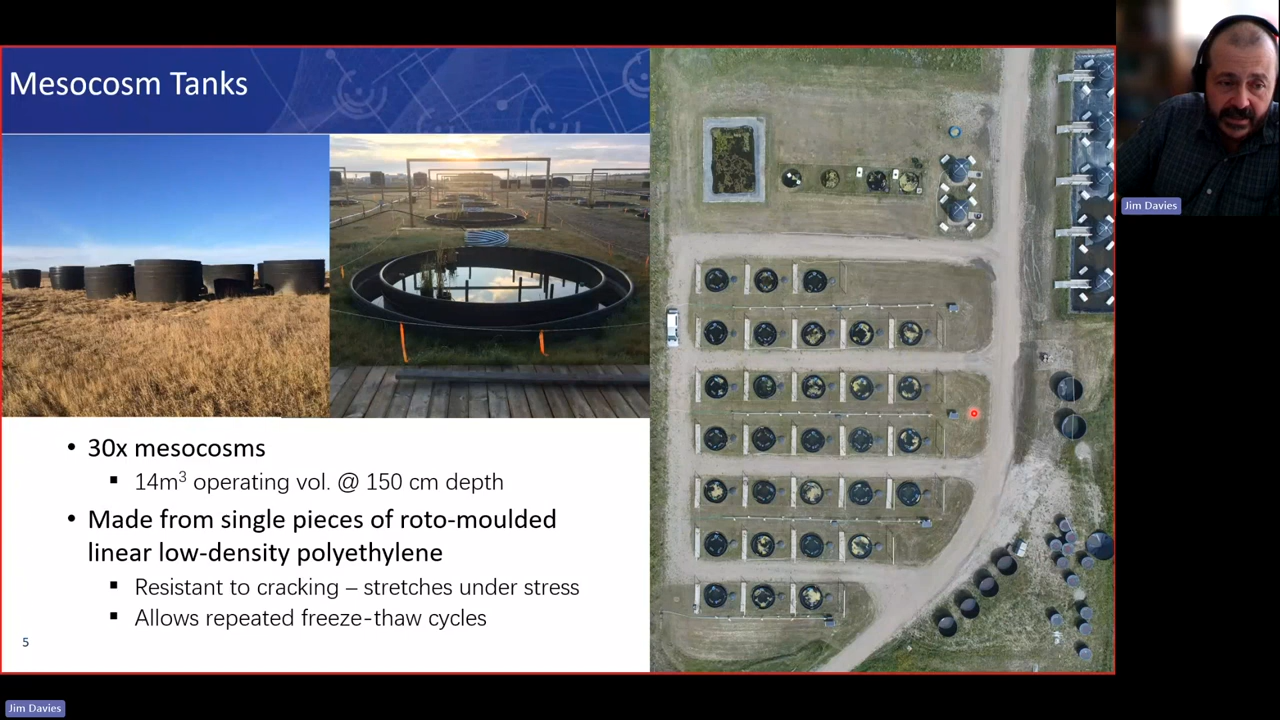 Mesocosm Tanks
• 30x mesocosms
▪ 14m³ operating vol. @ 150 cm depth
• Made from single pieces of roto-moulded
linear low-density polyethylene
▪ Resistant to cracking – stretches under stress
▪ Allows repeated freeze-thaw cycles
5
Jim Davies
Jim Davies